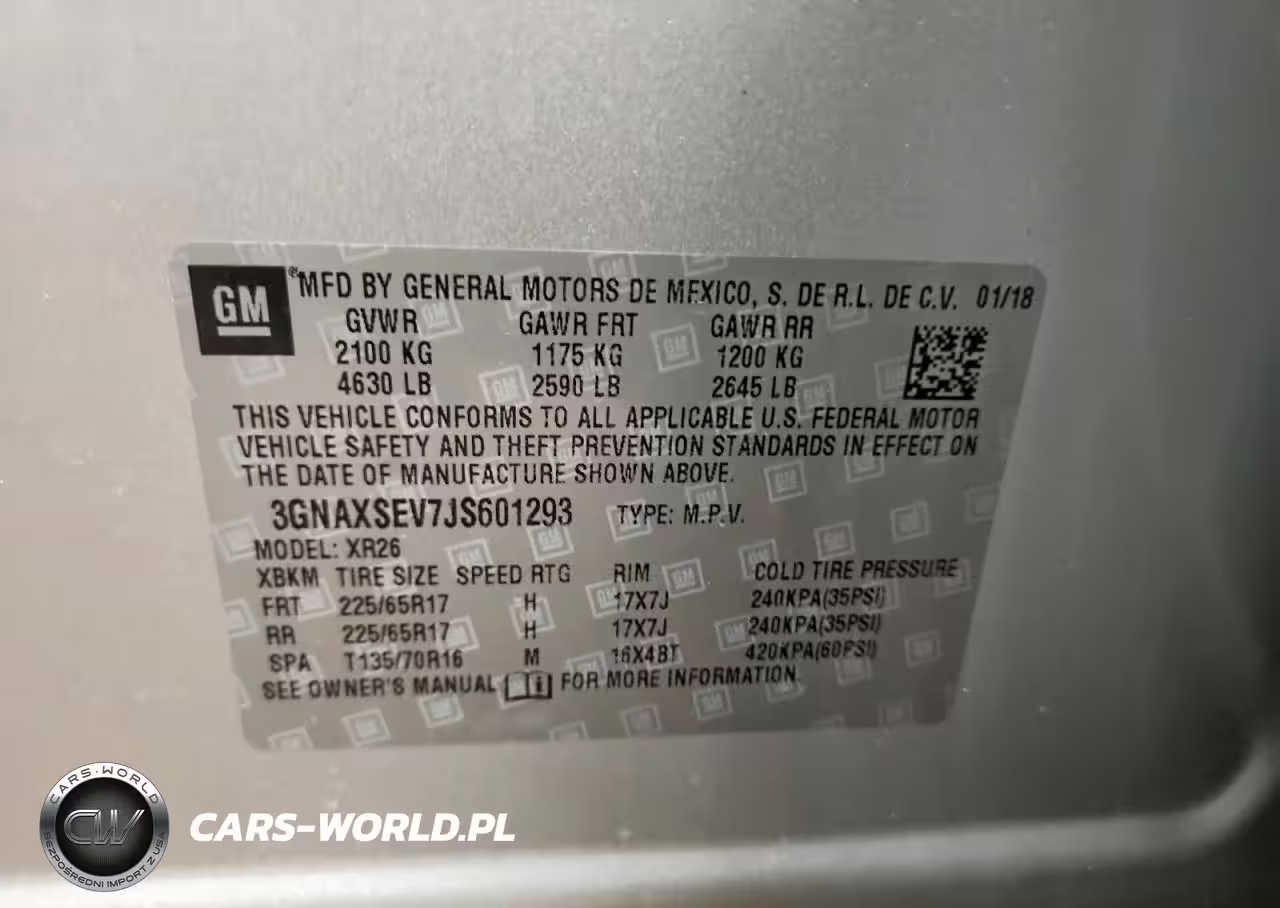 GM
®MFD BY GENERAL MOTORS DE MEXICO, S. DE R.L. DE C.V. 01/18
GVWR GAWR FRT GAWR RR
2100 KG 1175 KG 1200 KG
4630 LB 2590 LB 2645 LB
THIS VEHICLE CONFORMS TO ALL APPLICABLE U.S. FEDERAL MOTOR
VEHICLE SAFETY AND THEFT PREVENTION STANDARDS IN EFFECT ON
THE DATE OF MANUFACTURE SHOWN ABOVE.
3GNAXSEV7JS601293 TYPE: M.P.V.
MODEL: XR26
XBKM TIRE SIZE SPEED RTG RIM COLD TIRE PRESSURE
FRT 225/65R17 H 17X7J 240KPA(35PSI)
RR 225/65R17 H 17X7J 240KPA(35PSI)
SPA T135/70R16 M 16X4BT 420KPA(60PSI)
SEE OWNER'S MANUAL FOR MORE INFORMATION.
CARS-WORLD
CW
BEZPOŚREDNI IMPORT Z USA
CARS-WORLD.PL